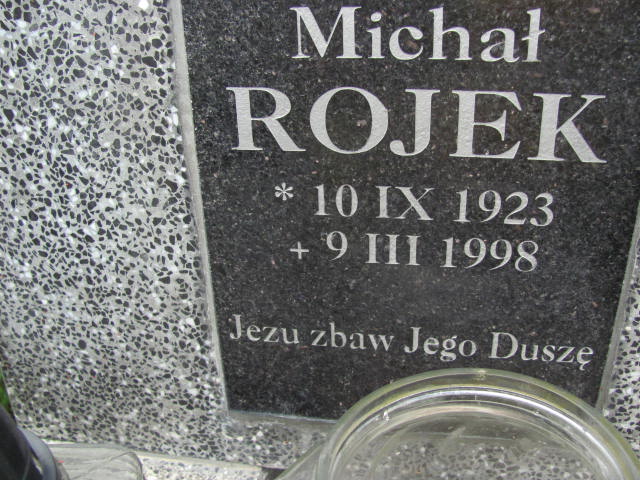 Michał
ROJEK
* 10 IX 1923
+ 9 III 1998
Jezu zbaw Jego Duszę